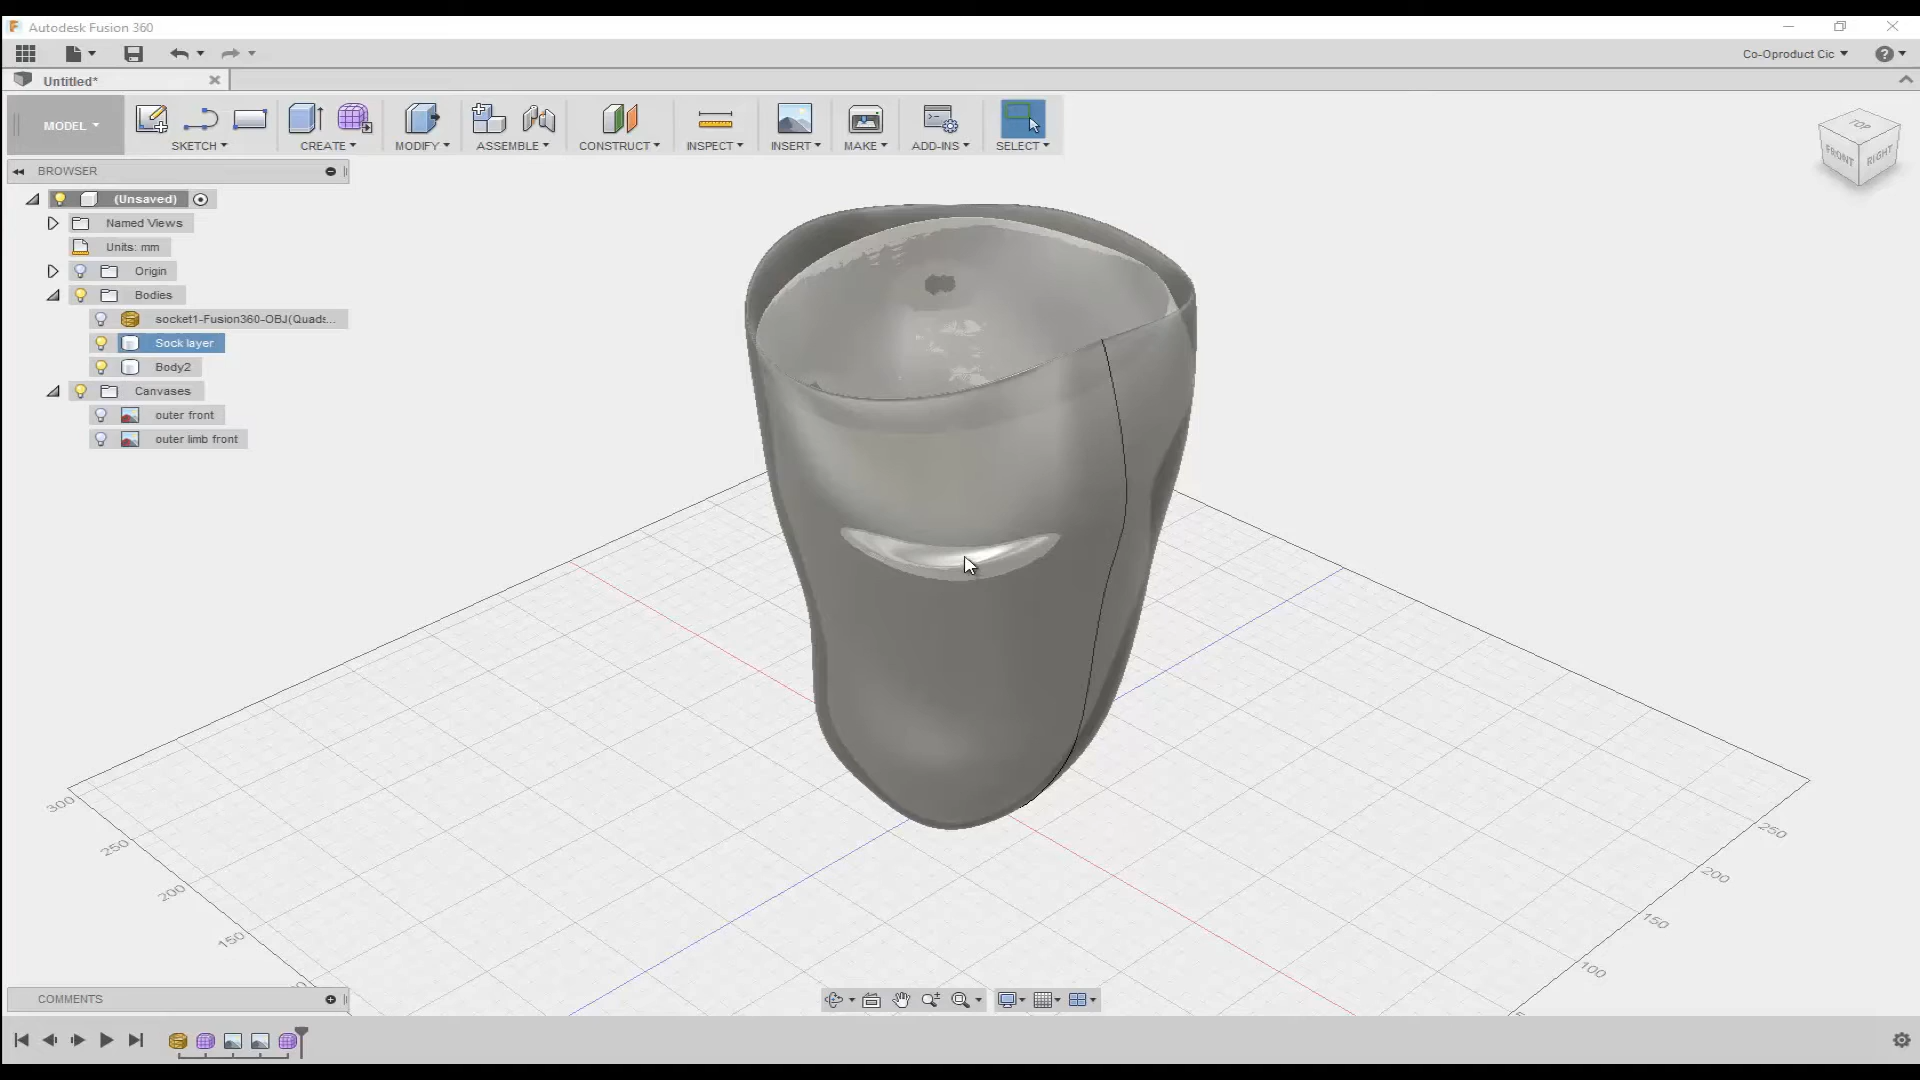 Autodesk Fusion 360
Co-Oproduct Cic
Untitled*
MODEL
SKETCH
CREATE
MODIFY
ASSEMBLE
CONSTRUCT
INSPECT
INSERT
MAKE
ADD-INS
SELECT
TOP
FRONT
RIGHT
BROWSER
(Unsaved)
Named Views
Units: mm
Origin
Bodies
socket1-Fusion360-OBJ(Quads...
Sock layer
Body2
Canvases
outer front
outer limb front
300
250
200
150
250
200
150
100
COMMENTS